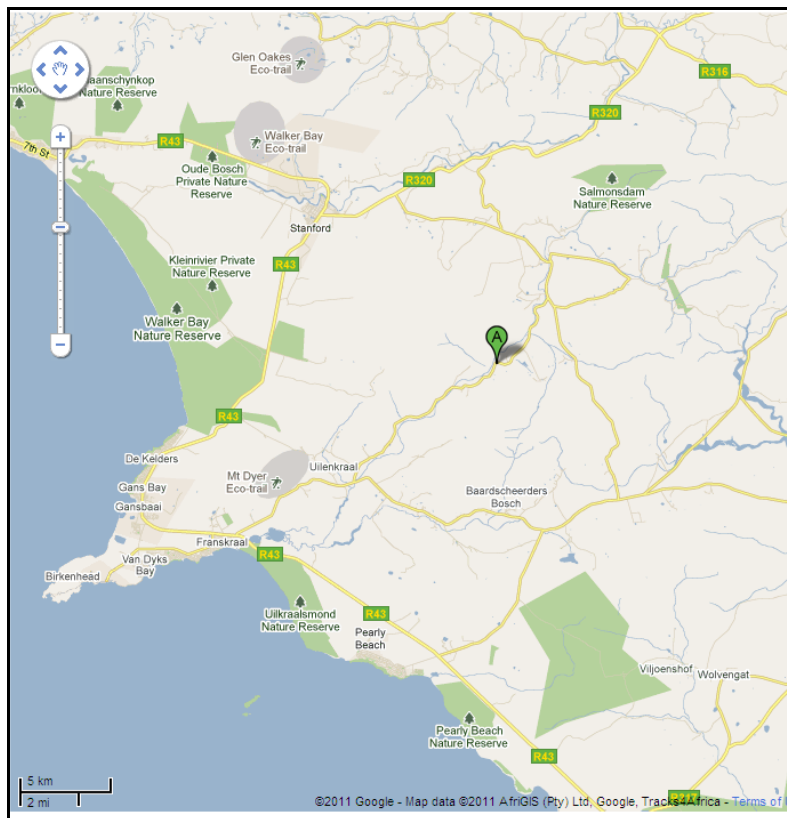 Glen Oakes
Eco-trail
R316
rnkloo
aanschynkop
Nature Reserve
R320
7th St
R43
Walker Bay
Eco-trail
Oude Bosch
Private Nature
Reserve
R320
Salmonsdam
Nature Reserve
Stanford
Kleinrivier Private
Nature Reserve
R43
Walker Bay
Nature Reserve
A
R43
De Kelders
Mt Dyer
Eco-trail
Uilenkraal
Gans Bay
Gansbaai
Baardscheerders
Bosch
Franskraal
Van Dyks
Bay
R43
Birkenhead
Uilkraalsmond
Nature Reserve
R43
Pearly
Beach
Viljoenshof
Wolvengat
Pearly Beach
Nature Reserve
R43
5 km
2 mi
R317
©2011 Google - Map data ©2011 AfriGIS (Pty) Ltd, Google, Tracks4Africa - Terms of